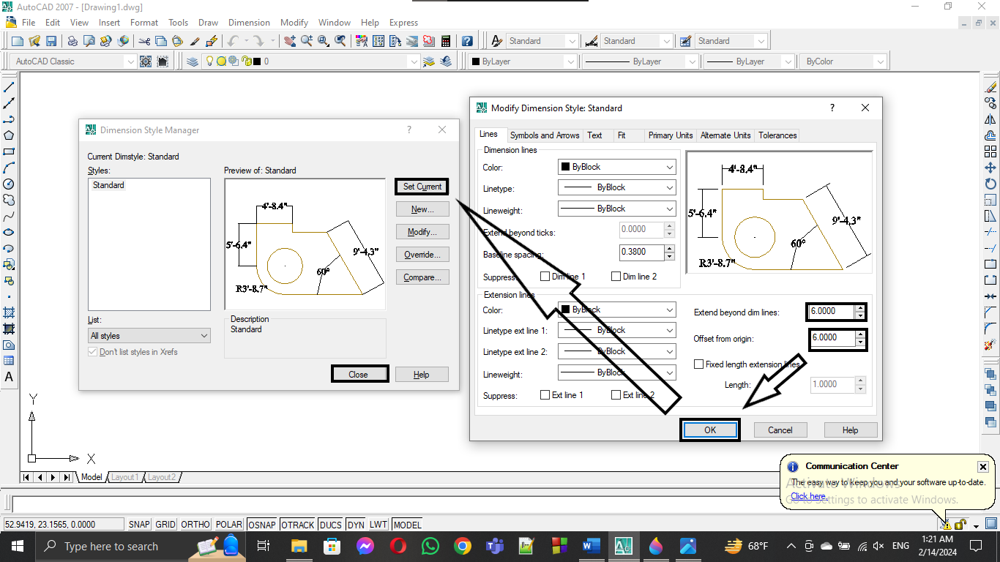 AutoCAD 2007 - [Drawing1.dwg]
File Edit View Insert Format Tools Draw Dimension Modify Window Help Express
Standard Standard Standard
AutoCAD Classic 0 ByLayer ByLayer ByLayer ByColor
Dimension Style Manager ?
Current Dimstyle: Standard
Styles:
Standard
Preview of: Standard
4'-8.4"
5'-6.4"
9'-4.3"
60°
R3'-8.7"
Set Current
New...
Modify...
Override...
Compare...
List:
All styles
Don't list styles in Xrefs
Description
Standard
Close Help
Modify Dimension Style: Standard ?
Lines Symbols and Arrows Text Fit Primary Units Alternate Units Tolerances
Dimension lines
Color: ByBlock
Linetype: ByBlock
Lineweight: ByBlock
Extend beyond ticks: 0.0000
Baseline spacing: 0.3800
Suppress: Dim line 1 Dim line 2
4'-8.4"
5'-6.4"
9'-4.3"
60°
R3'-8.7"
Extension lines
Color: ByBlock
Linetype ext line 1: ByBlock
Linetype ext line 2: ByBlock
Lineweight: ByBlock
Suppress: Ext line 1 Ext line 2
Extend beyond dim lines: 6.0000
Offset from origin: 6.0000
Fixed length extension lines
Length: 1.0000
OK Cancel Help
A
Y
X
Model Layout1 Layout2
Communication Center
The easy way to keep you and your software up-to-date.
Click here.
Activate Windows
Go to Settings to activate Windows.
52.9419, 23.1565, 0.0000 SNAP GRID ORTHO POLAR OSNAP OTRACK DUCS DYN LWT MODEL
Type here to search
68°F ENG
1:21 AM
2/14/2024